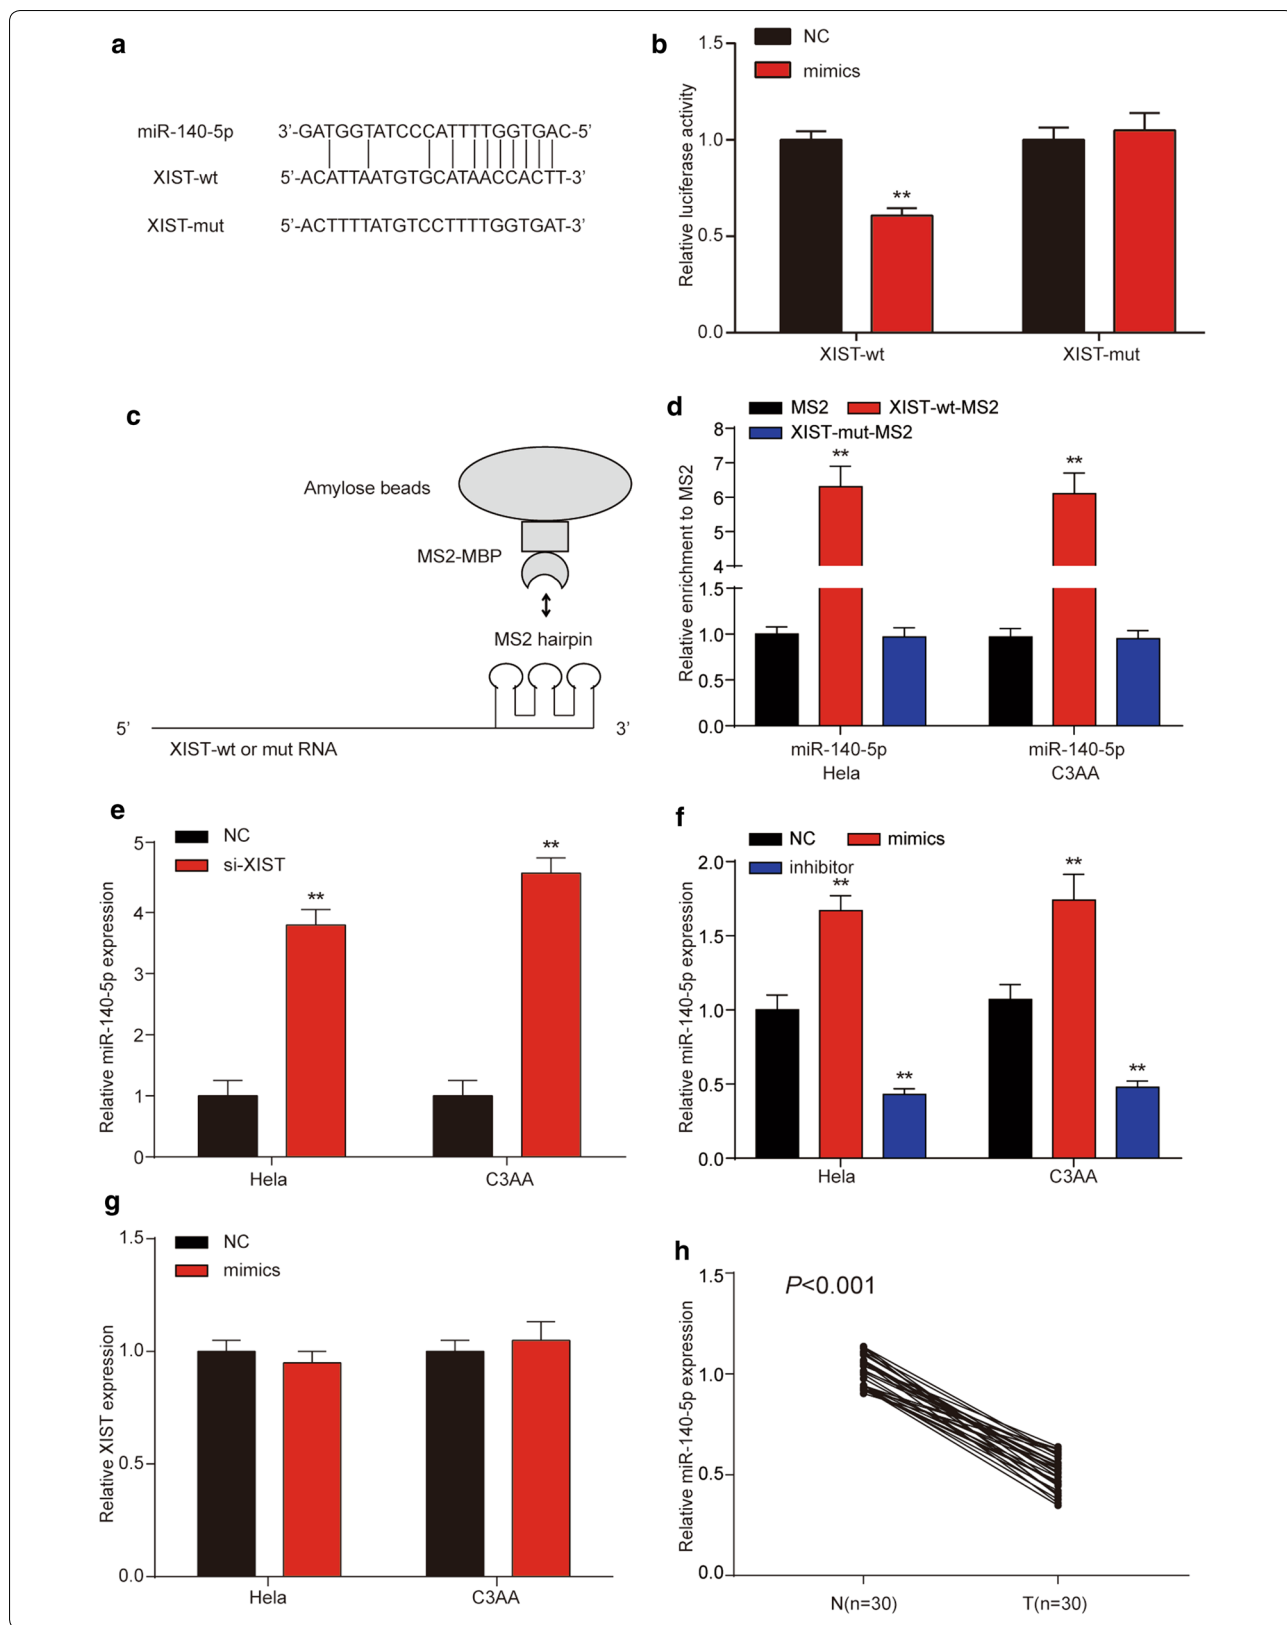 a
miR-140-5p 3’-GATGGTATCCCATTTTGGTGAC-5’
XIST-wt 5’-ACATTAATGTGCATAACCACTT-3’
XIST-mut 5’-ACTTTTATGTCCTTTTGGTGAT-3’
b
NC
mimics
Relative luciferase activity
1.5
1.0
0.5
0.0
**
XIST-wt XIST-mut
c
Amylose beads
MS2-MBP
MS2 hairpin
5’ 3’
XIST-wt or mut RNA
d
MS2 XIST-wt-MS2
XIST-mut-MS2
Relative enrichment to MS2
8
7
6
5
4
1.5
1.0
0.5
0.0
** **
miR-140-5p miR-140-5p
Hela C3AA
e
NC
si-XIST
Relative miR-140-5p expression
5
4
3
2
1
0
** **
Hela C3AA
f
NC mimics
inhibitor
Relative miR-140-5p expression
2.0
1.5
1.0
0.5
0.0
** **
** **
Hela C3AA
g
NC
mimics
Relative XIST expression
1.5
1.0
0.5
0.0
Hela C3AA
h
P<0.001
Relative miR-140-5p expression
1.5
1.0
0.5
0.0
N(n=30) T(n=30)